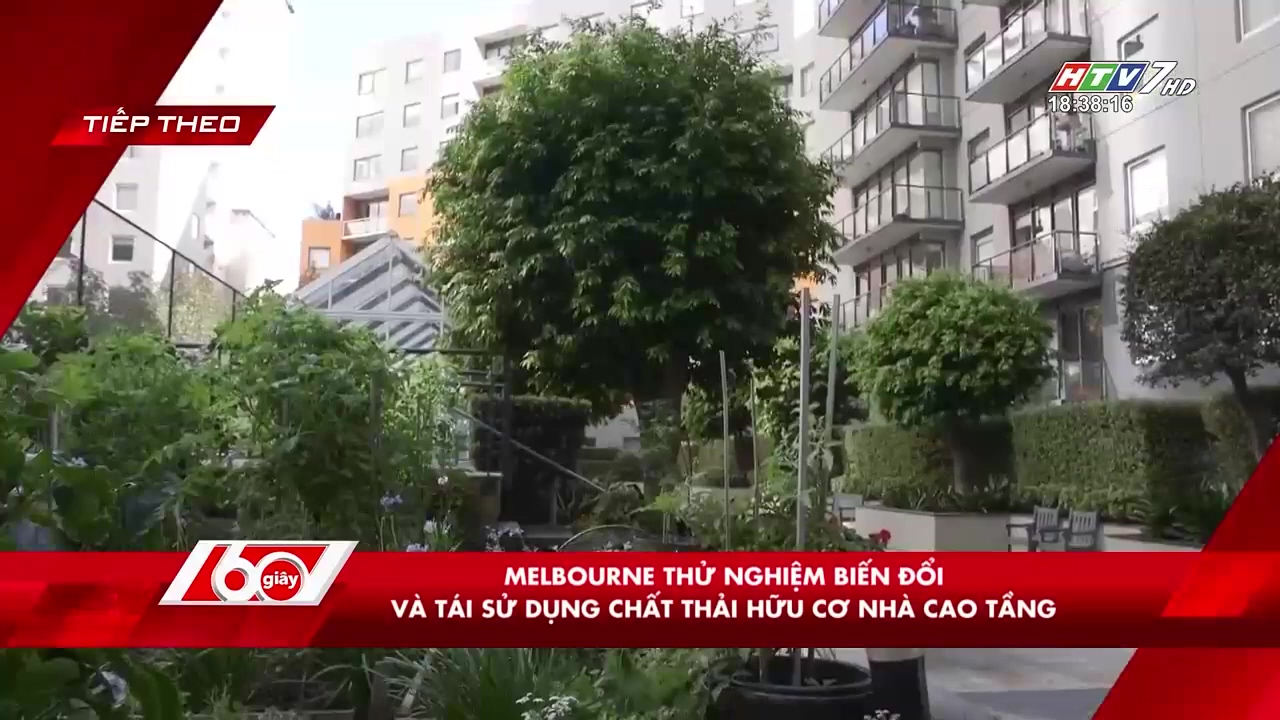 HTV7 HD
18:38:16
TIẾP THEO
60 giây
MELBOURNE THỬ NGHIỆM BIẾN ĐỔI
VÀ TÁI SỬ DỤNG CHẤT THẢI HỮU CƠ NHÀ CAO TẦNG